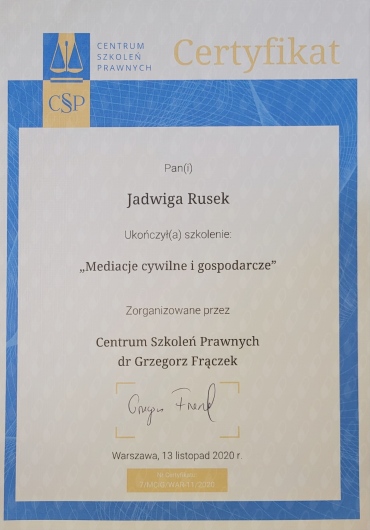 CENTRUM
SZKOLEŃ
PRAWNYCH
Certyfikat
C§P
Pan(i)
Jadwiga Rusek
Ukończył(a) szkolenie:
„Mediacje cywilne i gospodarcze”
Zorganizowane przez
Centrum Szkoleń Prawnych
dr Grzegorz Frączek
Warszawa, 13 listopad 2020 r.